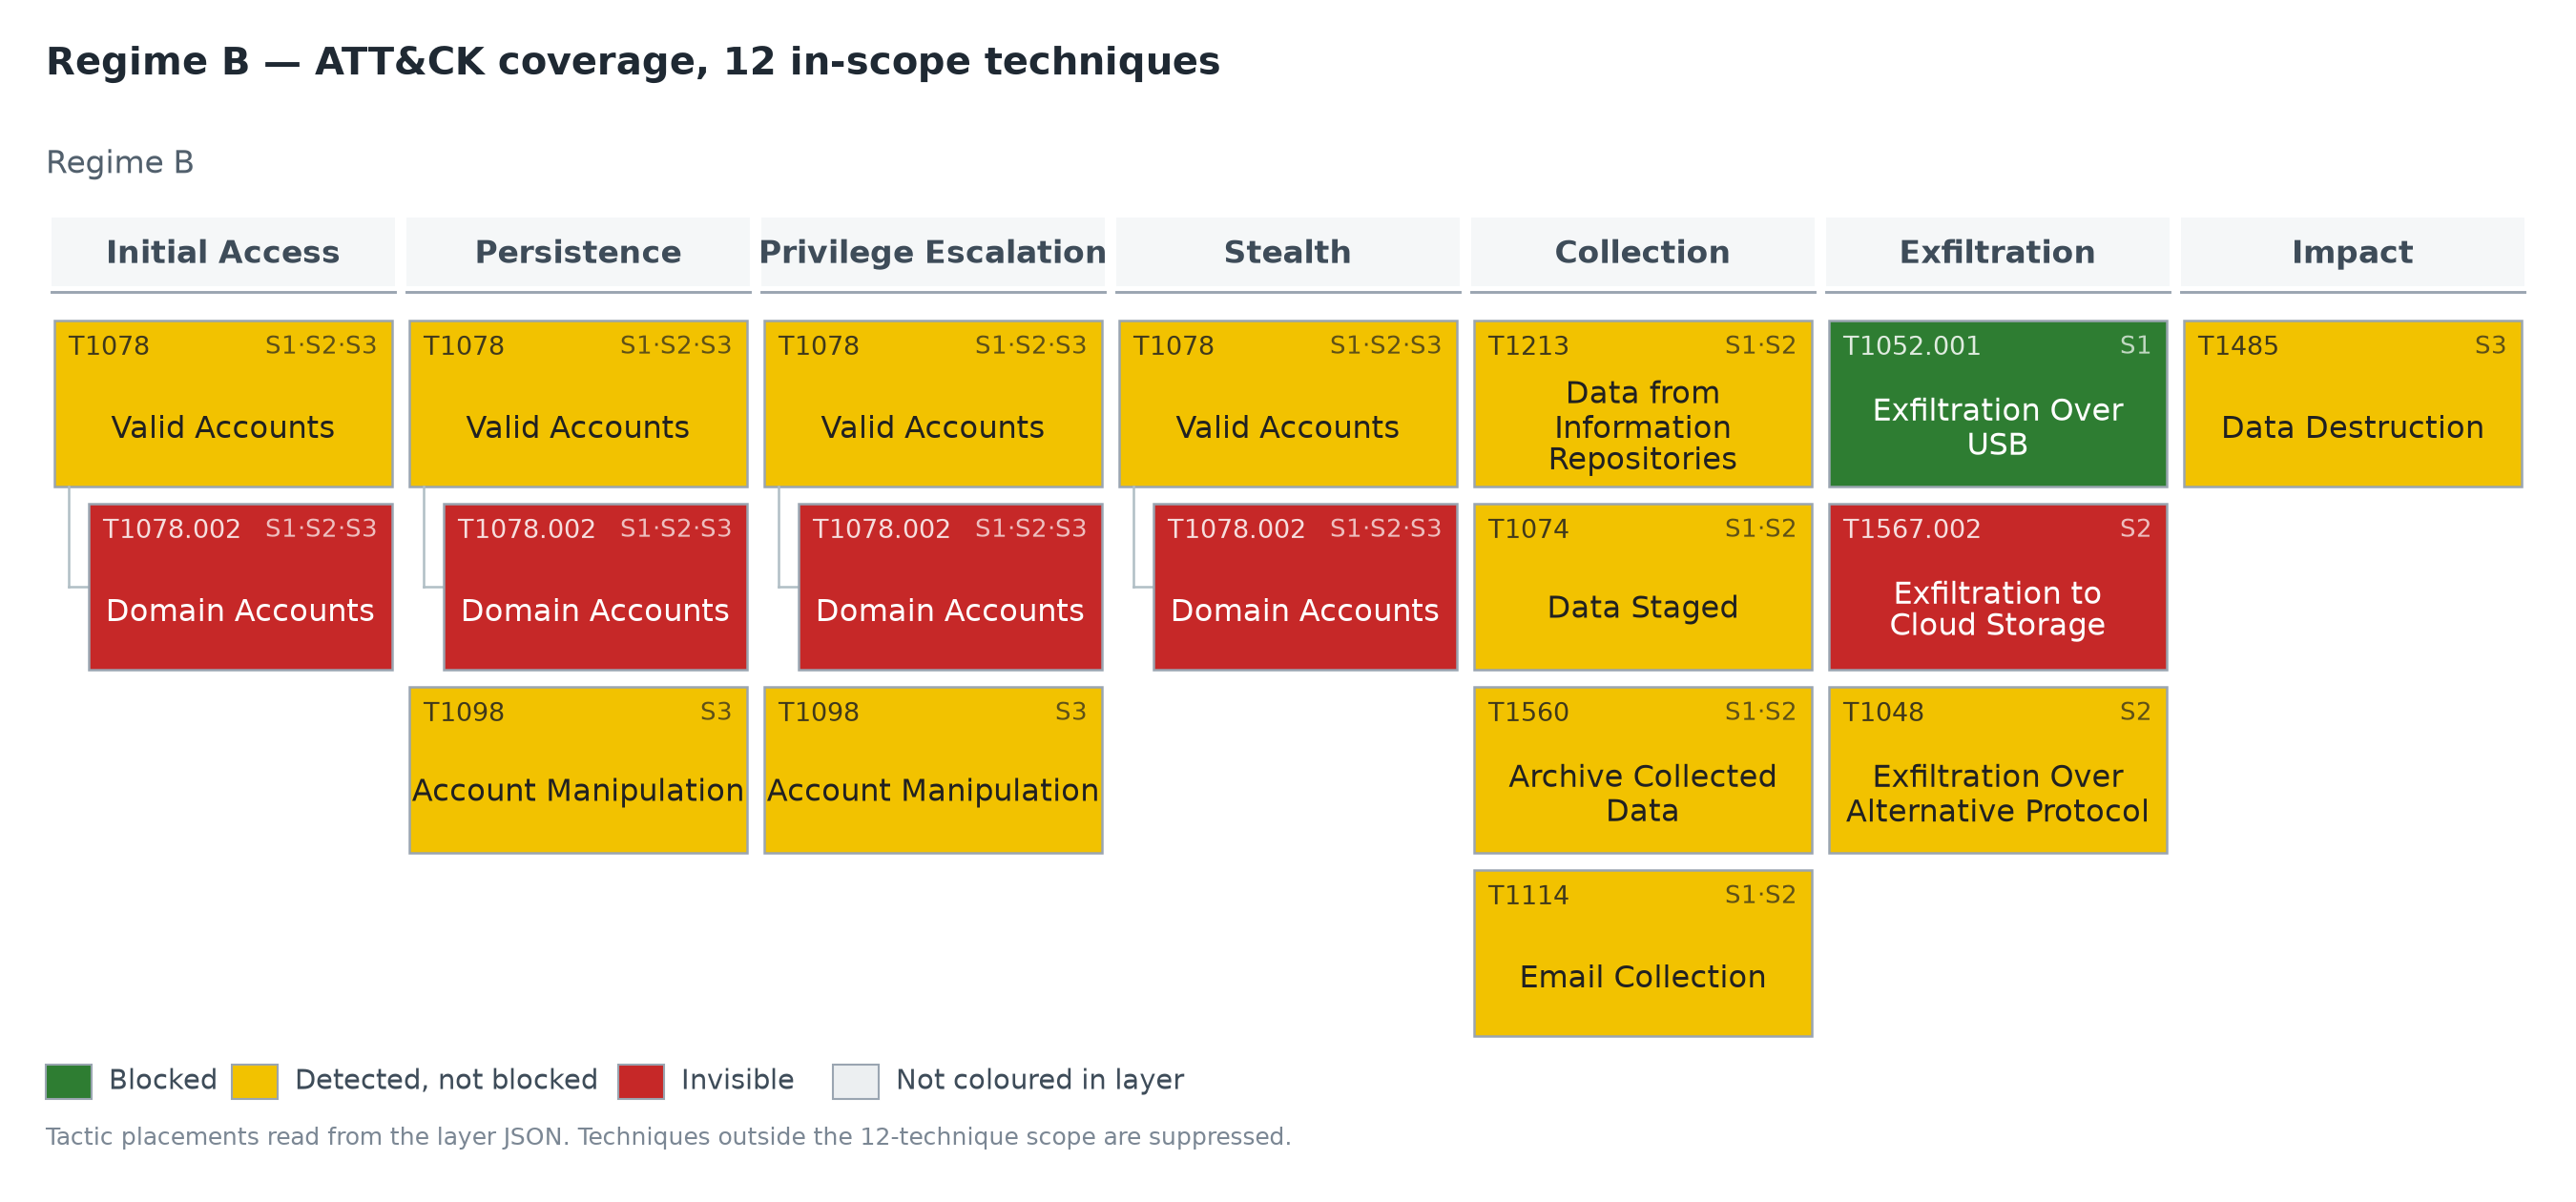 Regime B — ATT&CK coverage, 12 in-scope techniques
Regime B
Initial Access
Persistence
Privilege Escalation
Stealth
Collection
Exfiltration
Impact
T1078 S1·S2·S3
Valid Accounts
T1078 S1·S2·S3
Valid Accounts
T1078 S1·S2·S3
Valid Accounts
T1078 S1·S2·S3
Valid Accounts
T1213 S1·S2
Data from
Information
Repositories
T1052.001 S1
Exfiltration Over
USB
T1485 S3
Data Destruction
T1078.002 S1·S2·S3
Domain Accounts
T1078.002 S1·S2·S3
Domain Accounts
T1078.002 S1·S2·S3
Domain Accounts
T1078.002 S1·S2·S3
Domain Accounts
T1074 S1·S2
Data Staged
T1567.002 S2
Exfiltration to
Cloud Storage
T1098 S3
Account Manipulation
T1098 S3
Account Manipulation
T1560 S1·S2
Archive Collected
Data
T1048 S2
Exfiltration Over
Alternative Protocol
T1114 S1·S2
Email Collection
Blocked
Detected, not blocked
Invisible
Not coloured in layer
Tactic placements read from the layer JSON. Techniques outside the 12-technique scope are suppressed.